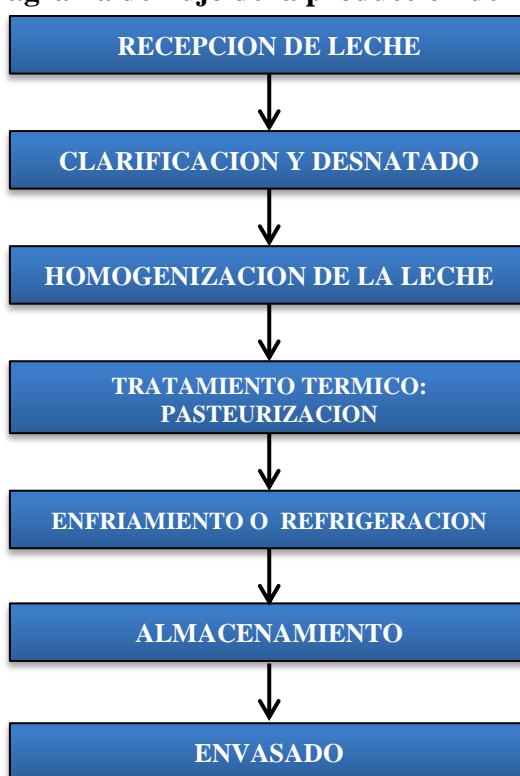 RECEPCION DE LECHE
CLARIFICACION Y DESNATADO
HOMOGENIZACION DE LA LECHE
TRATAMIENTO TERMICO:
PASTEURIZACION
ENFRIAMIENTO O REFRIGERACION
ALMACENAMIENTO
ENVASADO